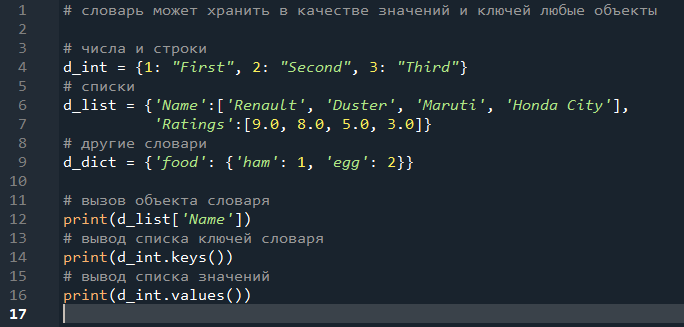 1 # словарь может хранить в качестве значений и ключей любые объекты
2
3 # числа и строки
4 d_int = {1: "First", 2: "Second", 3: "Third"}
5 # списки
6 d_list = {'Name':['Renault', 'Duster', 'Maruti', 'Honda City'],
7           'Ratings':[9.0, 8.0, 5.0, 3.0]}
8 # другие словари
9 d_dict = {'food': {'ham': 1, 'egg': 2}}
10
11 # вызов объекта словаря
12 print(d_list['Name'])
13 # вывод списка ключей словаря
14 print(d_int.keys())
15 # вывод списка значений
16 print(d_int.values())
17